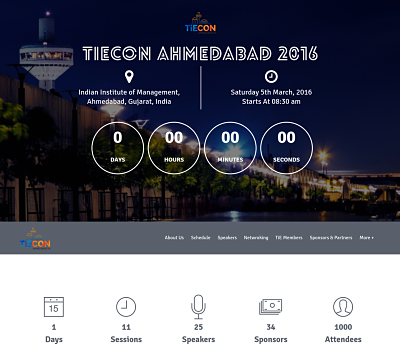 TiECON
TIECON AHMEDABAD 2016
Indian Institute of Management,
Ahmedabad, Gujarat, India
Saturday 5th March, 2016
Starts At 08:30 am
0 00 00 00
DAYS HOURS MINUTES SECONDS
TiECON
About Us Schedule Speakers Networking TiE Members Sponsors & Partners More
15
1 11 25 34 1000
Days Sessions Speakers Sponsors Attendees